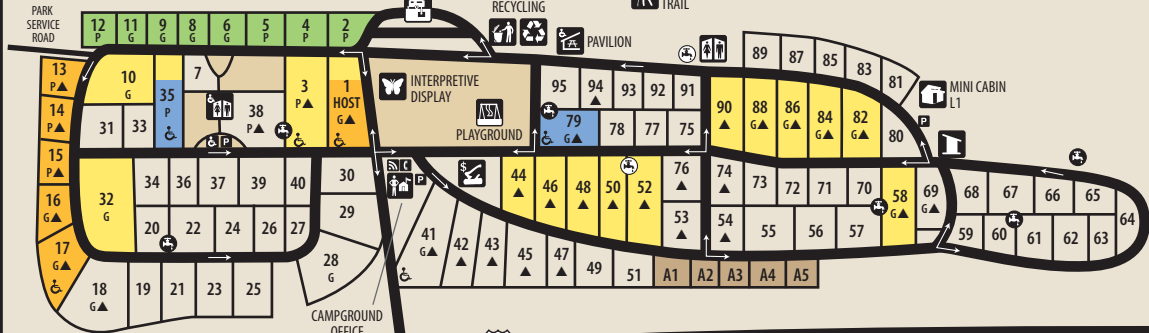 PARK
SERVICE
ROAD
RECYCLING
TRAIL
PAVILION
12
P
11
G
9
G
8
G
6
G
5
P
4
P
2
P
13
P▲
14
P▲
15
P▲
16
G▲
17
G▲
10
G
35
P
7
38
P▲
3
P▲
1
HOST
G▲
P
31
33
INTERPRETIVE
DISPLAY
PLAYGROUND
95
94
▲
93
92
91
79
G▲
78
77
75
89
87
85
83
81
90
▲
88
G▲
86
G▲
84
G▲
82
G▲
80
MINI CABIN
L1
P
32
G
34
36
37
39
40
20
22
24
26
27
30
29
28
G
18
G▲
19
21
23
25
P
CAMPGROUND
OFFICE
41
G▲
42
▲
43
▲
44
▲
46
▲
48
▲
50
▲
52
▲
45
▲
47
▲
49
51
76
▲
53
▲
A1
A2
A3
A4
A5
74
▲
73
72
71
70
54
▲
55
56
57
58
G▲
69
G▲
68
67
66
65
64
59
60
61
62
63